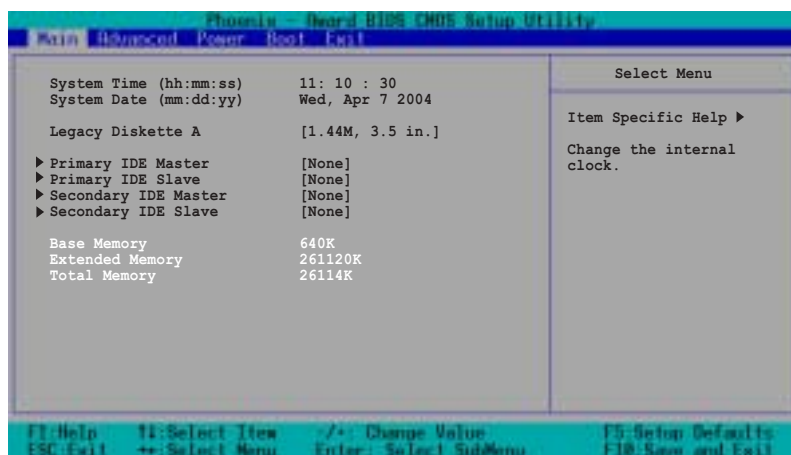 Phoenix - Award BIOS CMOS Setup Utility
Main Advanced Power Boot Exit
System Time (hh:mm:ss) 11: 10 : 30
System Date (mm:dd:yy) Wed, Apr 7 2004
Legacy Diskette A [1.44M, 3.5 in.]
Primary IDE Master [None]
Primary IDE Slave [None]
Secondary IDE Master [None]
Secondary IDE Slave [None]
Base Memory 640K
Extended Memory 261120K
Total Memory 26114K
Select Menu
Item Specific Help
Change the internal
clock.
F1:Help ↑↓:Select Item -/+: Change Value F5:Setup Defaults
ESC:Exit ↔:Select Menu Enter: Select SubMenu F10:Save and Exit